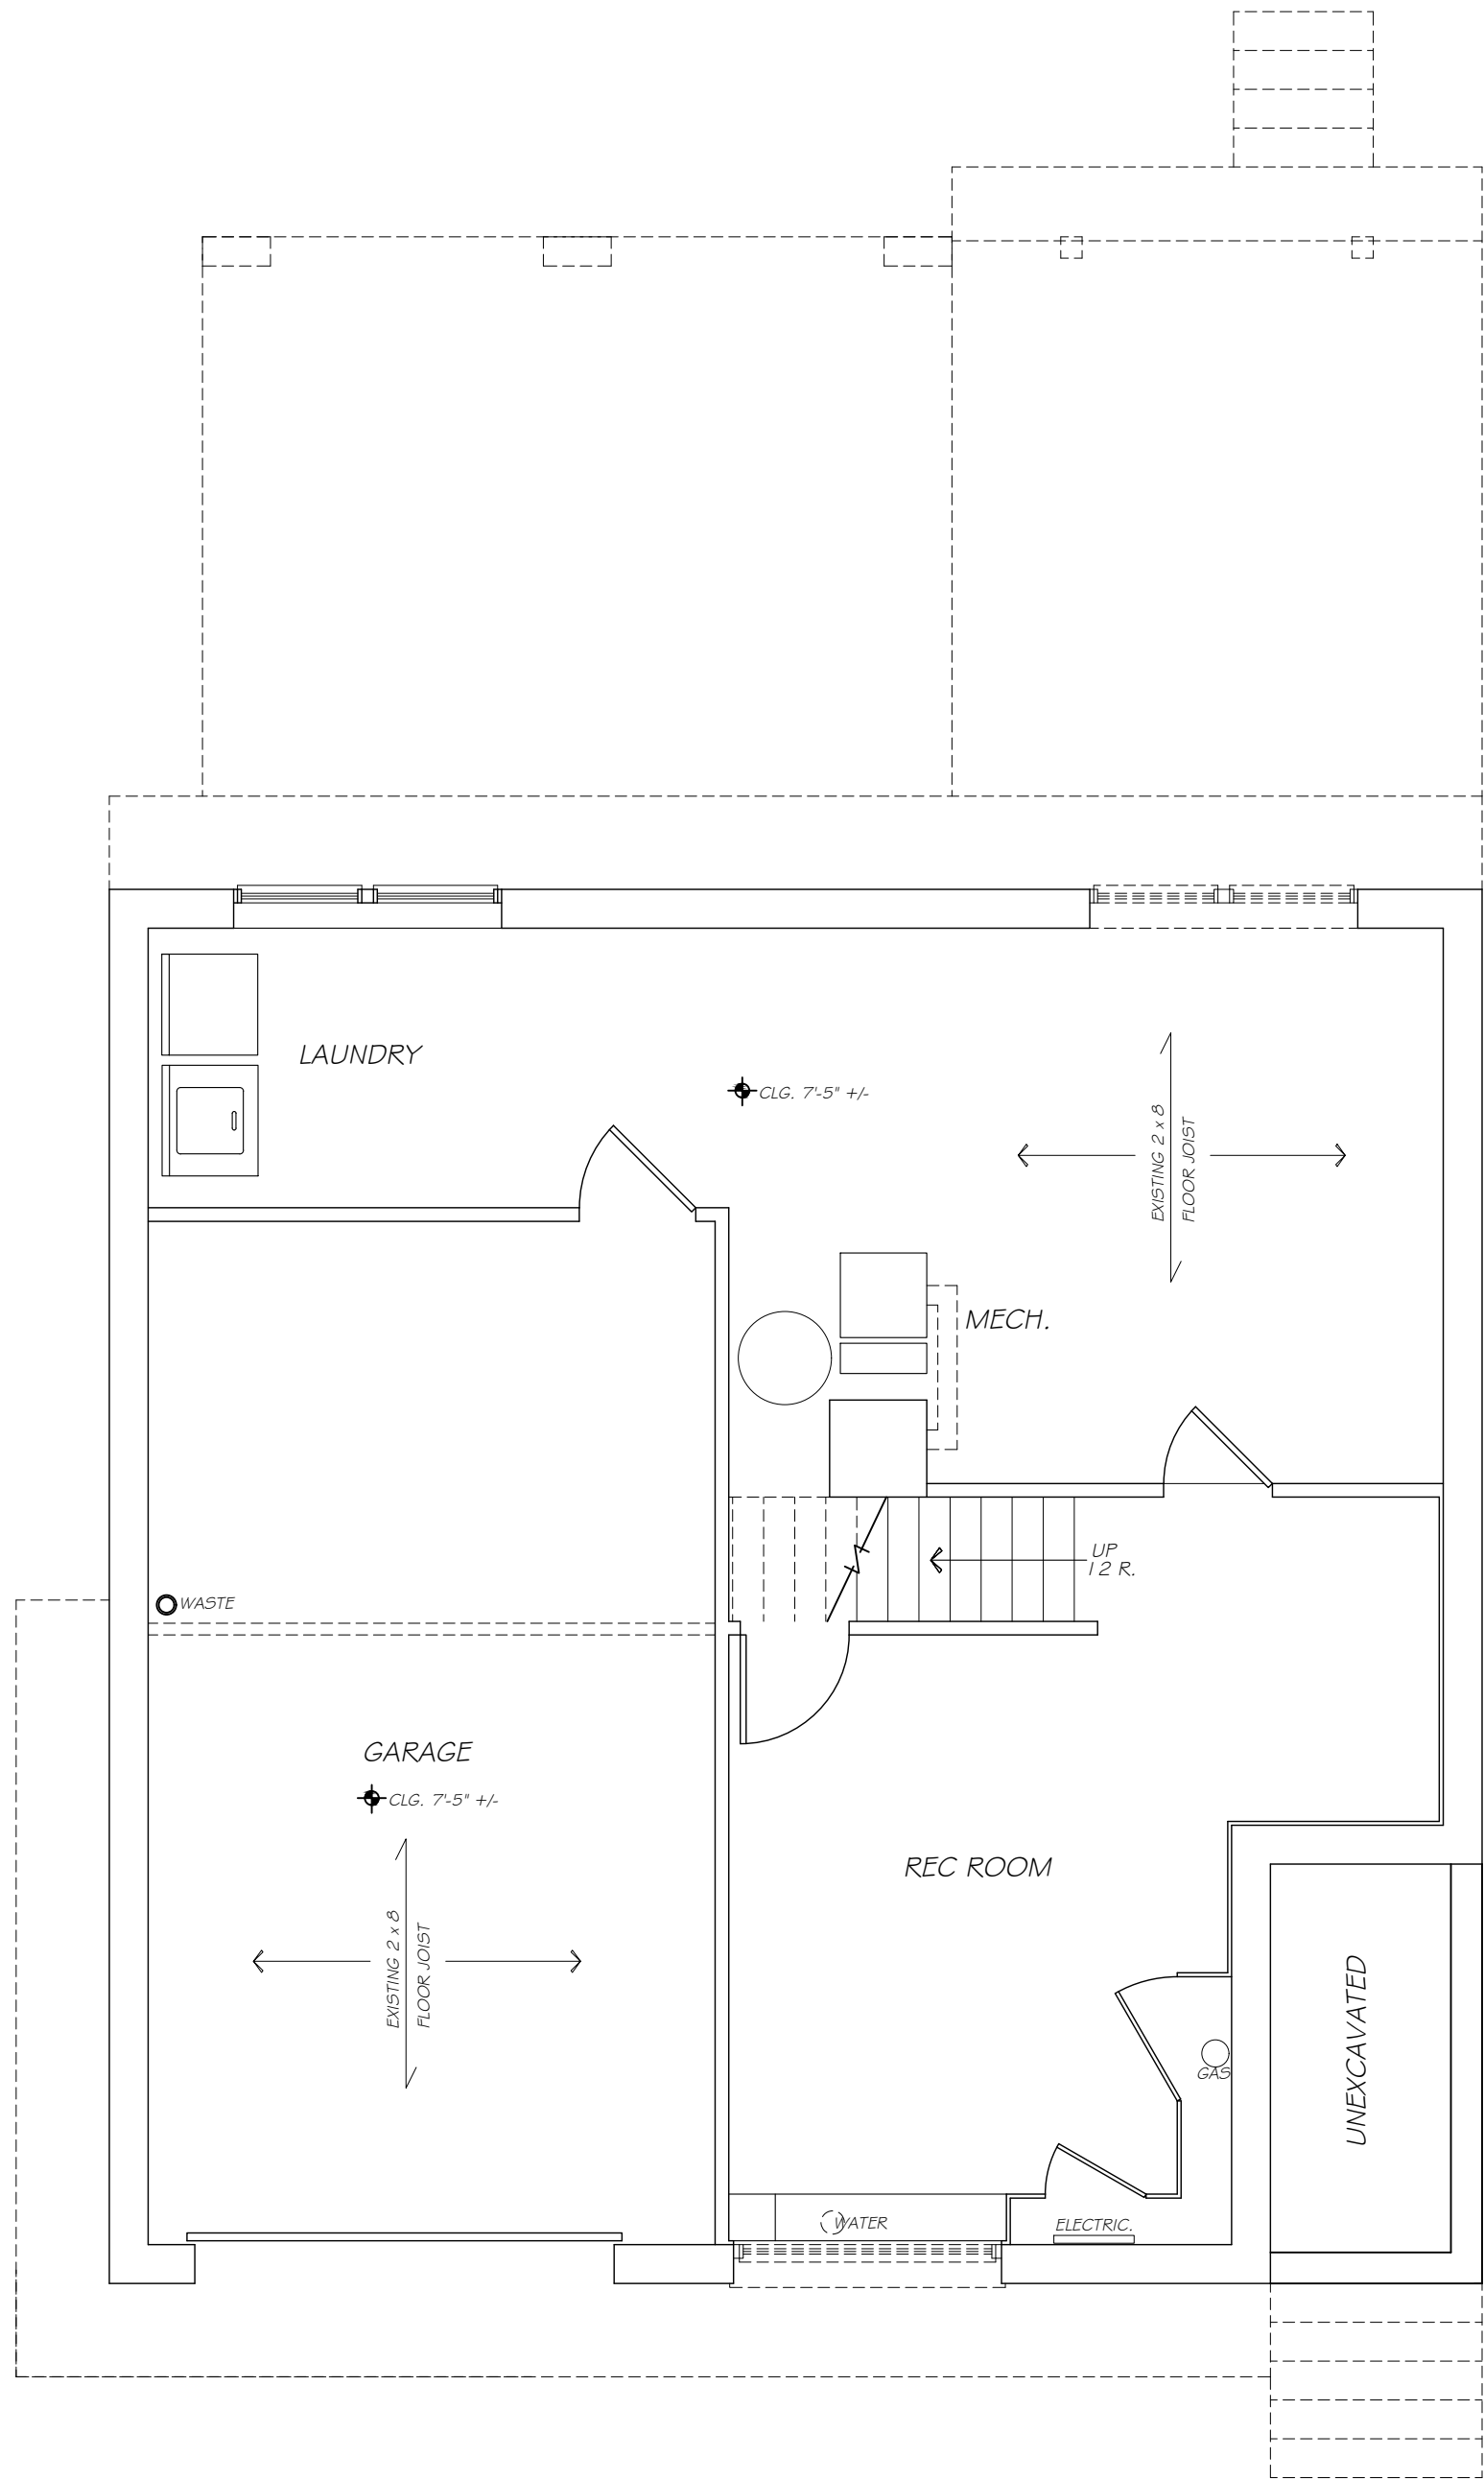 LAUNDRY
CLG. 7'-5" +/-
EXISTING 2 x 8
FLOOR JOIST
MECH.
UP
12 R.
WASTE
GARAGE
CLG. 7'-5" +/-
EXISTING 2 x 8
FLOOR JOIST
REC ROOM
UNEXCAVATED
GAS
WATER
ELECTRIC.